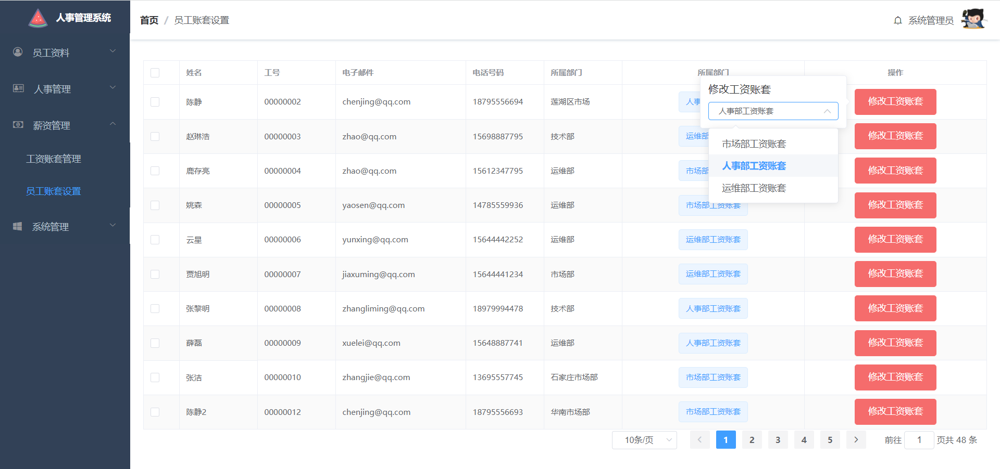 人事管理系统
首页 / 员工账套设置
系统管理员
员工资料
人事管理
薪资管理
工资账套管理
员工账套设置
系统管理
姓名 工号 电子邮件 电话号码 所属部门 所属部门 操作
陈静 00000002 chenjing@qq.com 18795556694 莲湖区市场 人事 修改工资账套
赵琳浩 00000003 zhao@qq.com 15698887795 技术部 运维部 修改工资账套
鹿存亮 00000004 zhao@qq.com 15612347795 运维部 市场部 修改工资账套
姚森 00000005 yaosen@qq.com 14785559936 运维部 市场部工资账套 修改工资账套
云星 00000006 yunxing@qq.com 15644442252 运维部 运维部工资账套 修改工资账套
贾旭明 00000007 jiaxuming@qq.com 15644441234 市场部 运维部工资账套 修改工资账套
张黎明 00000008 zhangliming@qq.com 18979994478 技术部 人事部工资账套 修改工资账套
薛磊 00000009 xuelei@qq.com 15648887741 运维部 人事部工资账套 修改工资账套
张洁 00000010 zhangjie@qq.com 13695557745 石家庄市场部 市场部工资账套 修改工资账套
陈静2 00000012 chenjing@qq.com 18795556693 华南市场部 市场部工资账套 修改工资账套
修改工资账套
人事部工资账套
市场部工资账套
人事部工资账套
运维部工资账套
10条/页 1 2 3 4 5 前往 1 页共 48 条